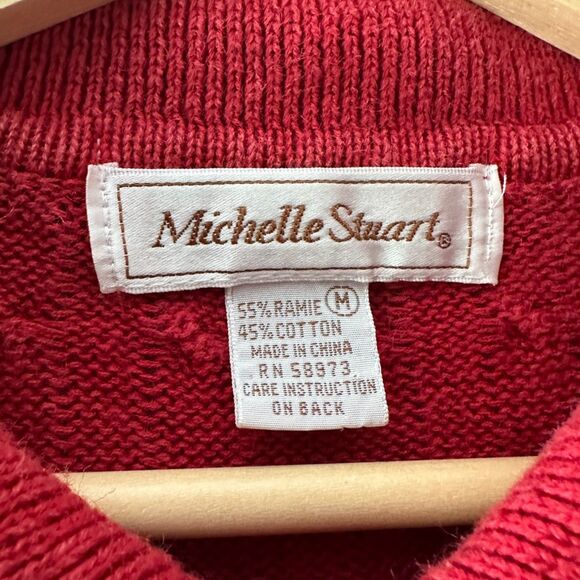 Michelle Stuart®
55% RAMIE M
45% COTTON
MADE IN CHINA
RN 58973
CARE INSTRUCTION
ON BACK